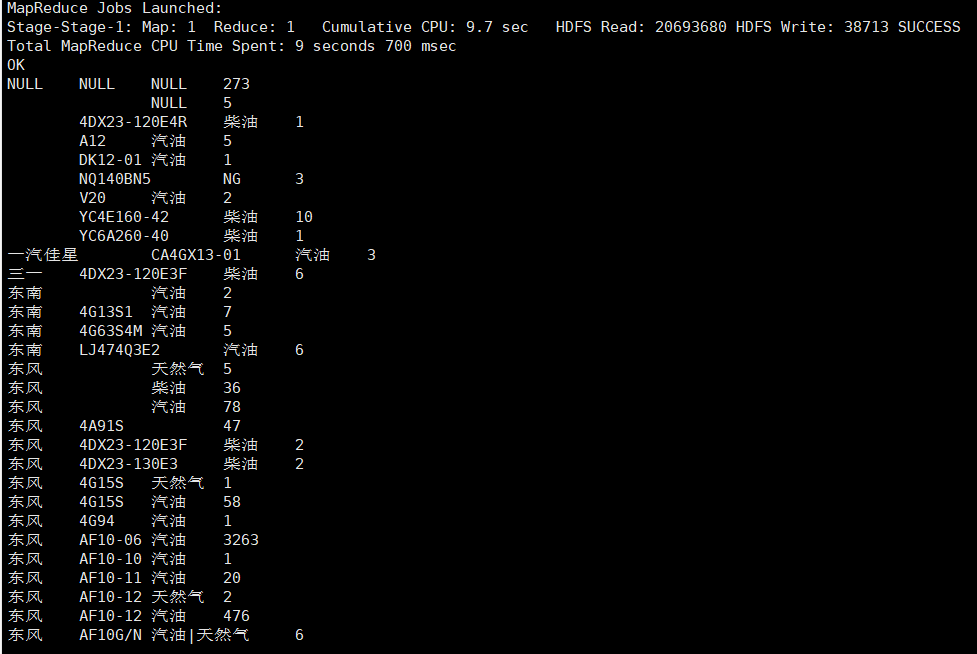 MapReduce Jobs Launched:
Stage-Stage-1: Map: 1  Reduce: 1   Cumulative CPU: 9.7 sec   HDFS Read: 20693680 HDFS Write: 38713 SUCCESS
Total MapReduce CPU Time Spent: 9 seconds 700 msec
OK
NULL    NULL    NULL    273
                NULL    5
        4DX23-120E4R    柴油    1
        A12     汽油    5
        DK12-01 汽油    1
        NQ140BN5        NG      3
        V20     汽油    2
        YC4E160-42      柴油    10
        YC6A260-40      柴油    1
一汽佳星        CA4GX13-01      汽油    3
三一    4DX23-120E3F    柴油    6
东南            汽油    2
东南    4G13S1  汽油    7
东南    4G63S4M 汽油    5
东南    LJ474Q3E2       汽油    6
东风            天然气  5
东风            柴油    36
东风            汽油    78
东风    4A91S           47
东风    4DX23-120E3F    柴油    2
东风    4DX23-130E3     柴油    2
东风    4G15S   天然气  1
东风    4G15S   汽油    58
东风    4G94    汽油    1
东风    AF10-06 汽油    3263
东风    AF10-10 汽油    1
东风    AF10-11 汽油    20
东风    AF10-12 天然气  2
东风    AF10-12 汽油    476
东风    AF10G/N 汽油|天然气     6